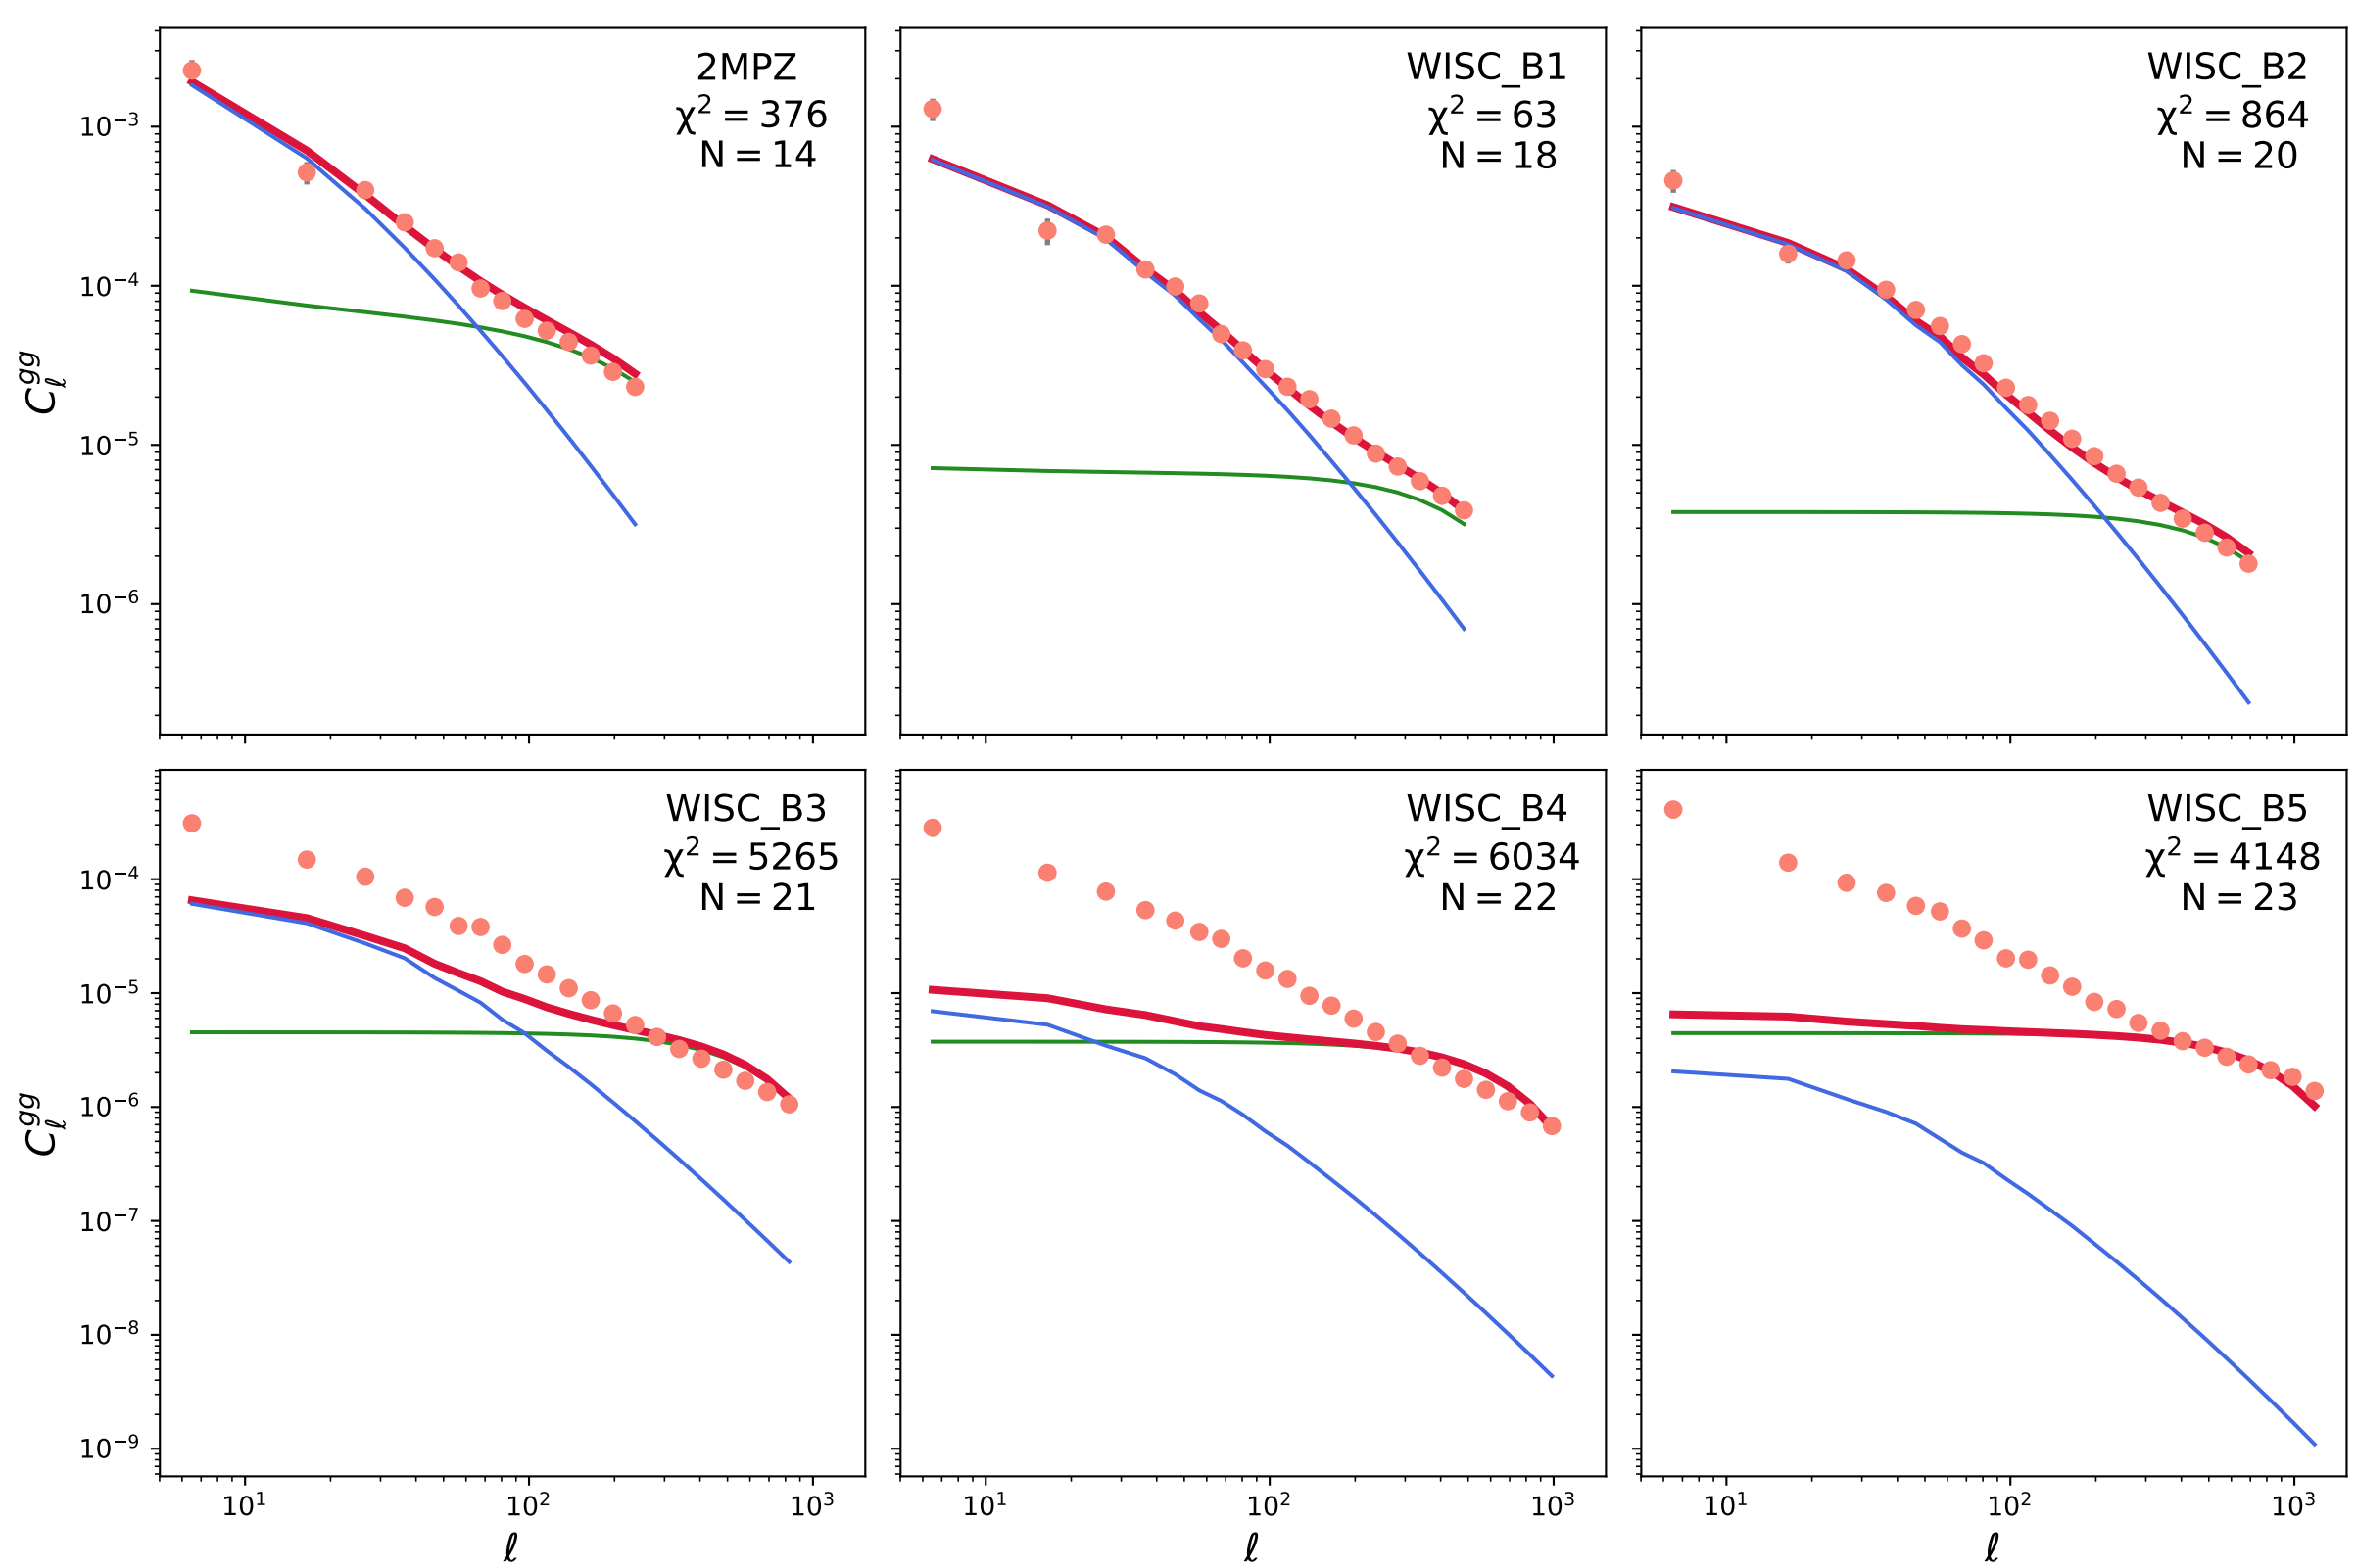 2MPZ
χ² = 376
N = 14
WISC_B1
χ² = 63
N = 18
WISC_B2
χ² = 864
N = 20
10⁻³
10⁻⁴
10⁻⁵
10⁻⁶
C_ℓ^gg
WISC_B3
χ² = 5265
N = 21
WISC_B4
χ² = 6034
N = 22
WISC_B5
χ² = 4148
N = 23
10⁻⁴
10⁻⁵
10⁻⁶
10⁻⁷
10⁻⁸
10⁻⁹
C_ℓ^gg
10¹ 10² 10³
10¹ 10² 10³
10¹ 10² 10³
ℓ
ℓ
ℓ